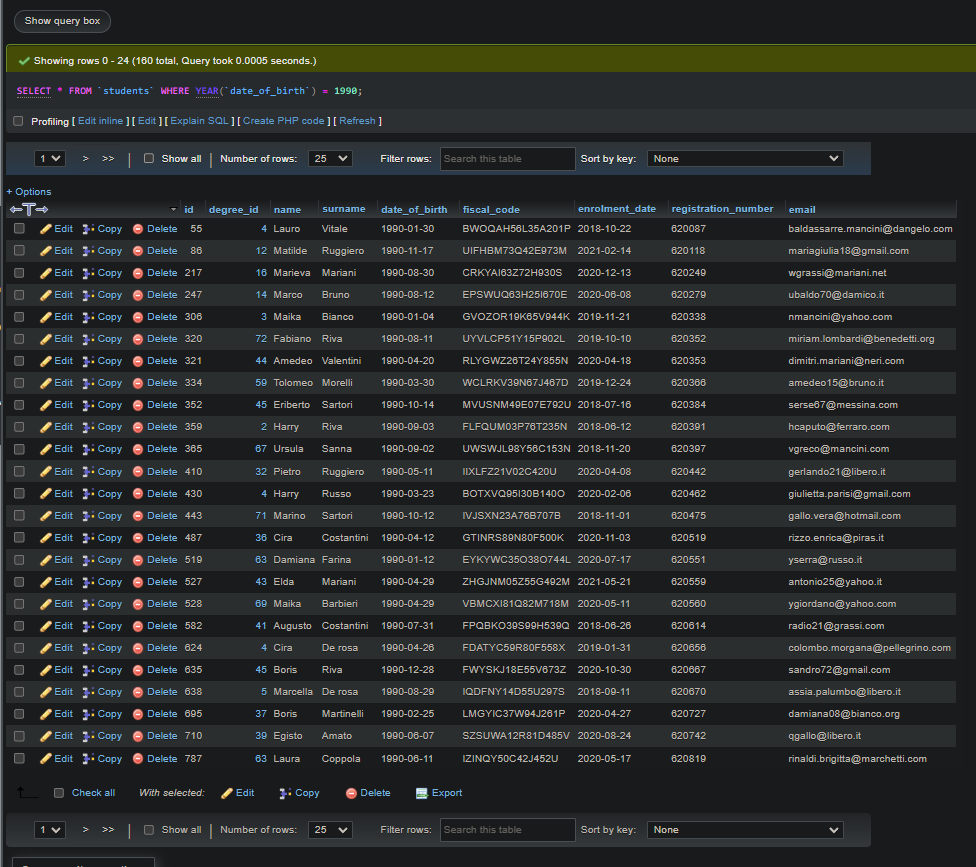 Show query box
Showing rows 0 - 24 (160 total, Query took 0.0005 seconds.)
SELECT * FROM `students` WHERE YEAR(`date_of_birth`) = 1990;
Profiling [ Edit inline ] [ Edit ] [ Explain SQL ] [ Create PHP code ] [ Refresh ]
1 > >> | Show all | Number of rows: 25 Filter rows: Search this table Sort by key: None
+ Options
id degree_id name surname date_of_birth fiscal_code enrolment_date registration_number email
Edit Copy Delete 55 4 Lauro Vitale 1990-01-30 BWOQAH56L35A201P 2018-10-22 620087 baldassarre.mancini@dangelo.com
Edit Copy Delete 86 12 Matilde Ruggiero 1990-11-17 UIFHBM73Q42E973M 2021-02-14 620118 mariagiulia18@gmail.com
Edit Copy Delete 217 16 Marieva Mariani 1990-08-30 CRKYAI63Z72H930S 2020-12-13 620249 wgrassi@mariani.net
Edit Copy Delete 247 14 Marco Bruno 1990-08-12 EPSWUQ63H25I670E 2020-06-08 620279 ubaldo70@damico.it
Edit Copy Delete 306 3 Maika Bianco 1990-01-04 GVOZOR19K65V944K 2019-11-21 620338 nmancini@yahoo.com
Edit Copy Delete 320 72 Fabiano Riva 1990-08-11 UYVLCP51Y15P902L 2019-10-10 620352 miriam.lombardi@benedetti.org
Edit Copy Delete 321 44 Amedeo Valentini 1990-04-20 RLYGWZ26T24Y855N 2020-04-18 620353 dimitri.mariani@neri.com
Edit Copy Delete 334 59 Tolomeo Morelli 1990-03-30 WCLRKV39N67J467D 2019-12-24 620366 amedeo15@bruno.it
Edit Copy Delete 352 45 Eriberto Sartori 1990-10-14 MVUSNM49E07E792U 2018-07-16 620384 serse67@messina.com
Edit Copy Delete 359 2 Harry Riva 1990-09-03 FLFQUM03P76T235N 2018-06-12 620391 hcaputo@ferraro.com
Edit Copy Delete 365 67 Ursula Sanna 1990-09-02 UWSWJL98Y56C153N 2018-11-20 620397 vgreco@mancini.com
Edit Copy Delete 410 32 Pietro Ruggiero 1990-05-11 IIXLFZ21V02C420U 2020-04-08 620442 gerlando21@libero.it
Edit Copy Delete 430 4 Harry Russo 1990-03-23 BOTXVQ95I30B140O 2020-02-06 620462 giulietta.parisi@gmail.com
Edit Copy Delete 443 71 Marino Sartori 1990-10-12 IVJSXN23A76B707B 2018-11-01 620475 gallo.vera@hotmail.com
Edit Copy Delete 487 36 Cira Costantini 1990-04-12 GTINRS89N80F500K 2020-11-03 620519 rizzo.enrica@piras.it
Edit Copy Delete 519 63 Damiana Farina 1990-01-12 EYKYWC35O38O744L 2020-07-17 620551 yserra@russo.it
Edit Copy Delete 527 43 Elda Mariani 1990-04-29 ZHGJNM05Z55G492M 2021-05-21 620559 antonio25@yahoo.it
Edit Copy Delete 528 69 Maika Barbieri 1990-04-29 VBMCXI81Q82M718M 2020-05-11 620560 ygiordano@yahoo.com
Edit Copy Delete 582 41 Augusto Costantini 1990-07-31 FPQBKO39S99H539Q 2018-06-26 620614 radio21@grassi.com
Edit Copy Delete 624 4 Cira De rosa 1990-04-26 FDATYC59R80F558X 2019-01-31 620656 colombo.morgana@pellegrino.com
Edit Copy Delete 635 45 Boris Riva 1990-12-28 FWYSKJ18E55V673Z 2020-10-30 620667 sandro72@gmail.com
Edit Copy Delete 638 5 Marcella De rosa 1990-08-29 IQDFNY14D55U297S 2018-09-11 620670 assia.palumbo@libero.it
Edit Copy Delete 695 37 Boris Martinelli 1990-02-25 LMGYIC37W94J261P 2020-04-27 620727 damiana08@bianco.org
Edit Copy Delete 710 39 Egisto Amato 1990-06-07 SZSUWA12R81D485V 2020-08-24 620742 qgallo@libero.it
Edit Copy Delete 787 63 Laura Coppola 1990-06-11 IZINQY50C42J452U 2020-05-17 620819 rinaldi.brigitta@marchetti.com
Check all With selected: Edit Copy Delete Export
1 > >> | Show all | Number of rows: 25 Filter rows: Search this table Sort by key: None